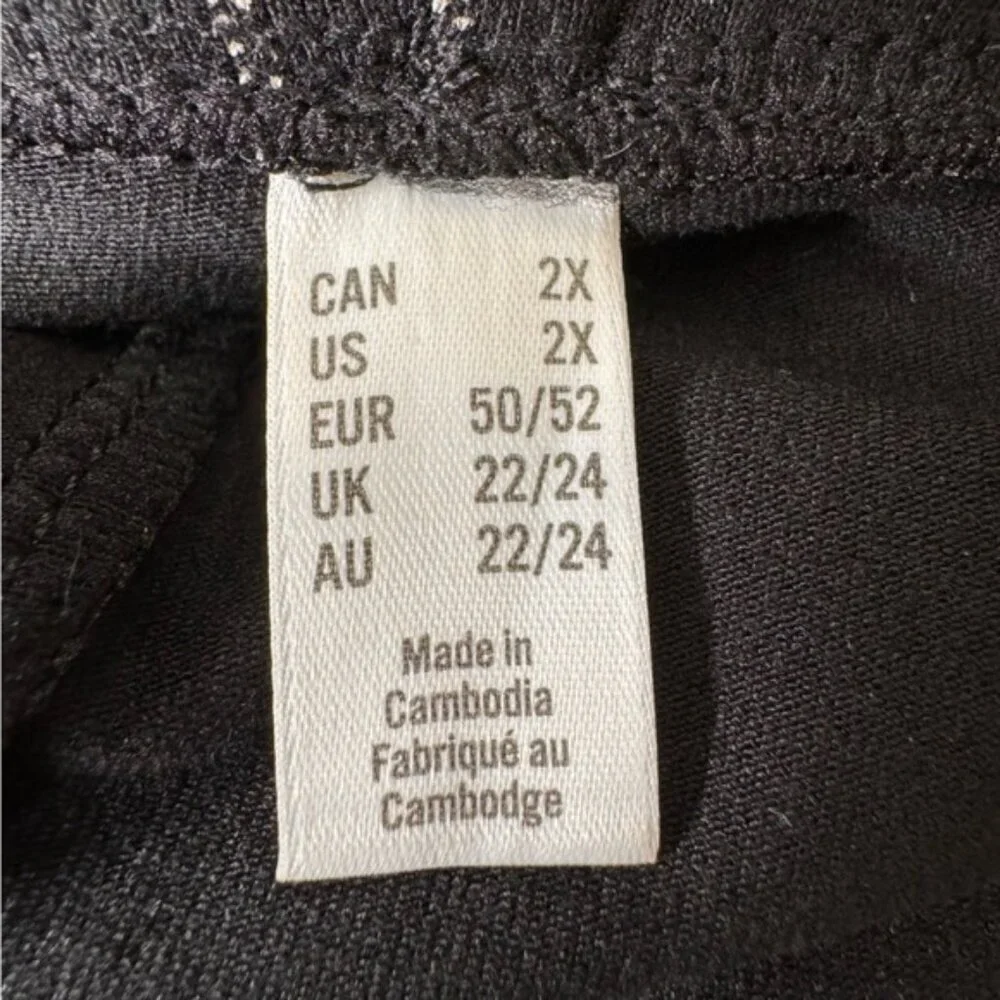 CAN 2X
US 2X
EUR 50/52
UK 22/24
AU 22/24
Made in
Cambodia
Fabriqué au
Cambodge